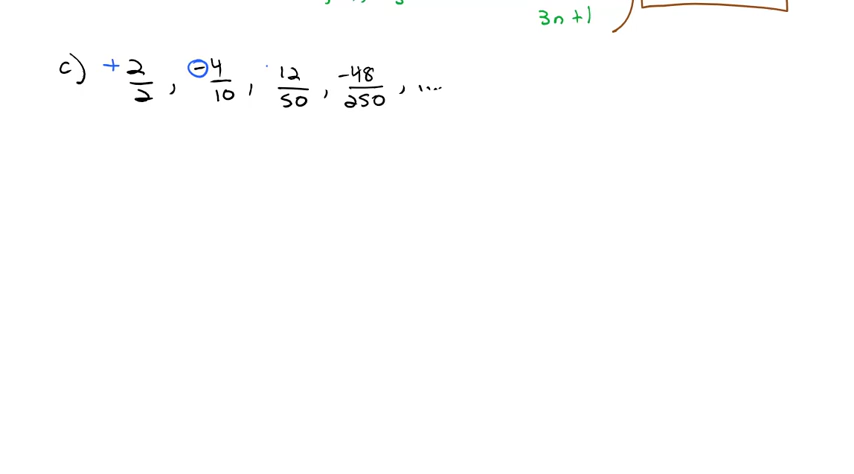 3n+1
c) +2/2, -4/10, 12/50, -48/250, ....